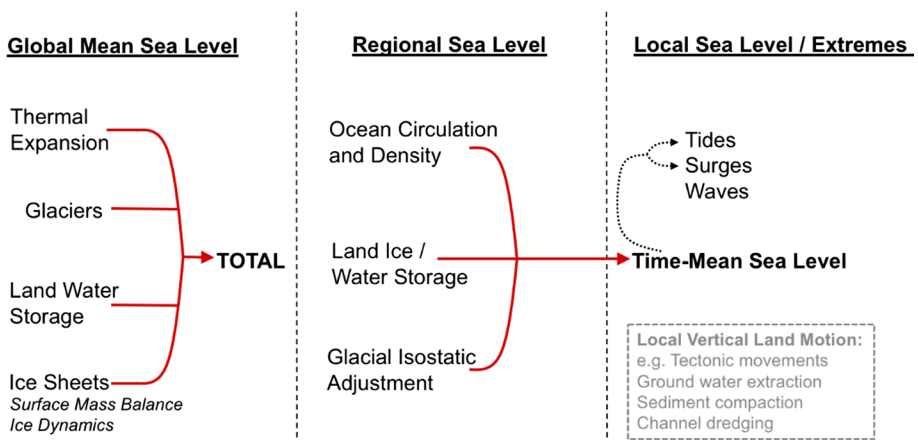 Global Mean Sea Level
Thermal
Expansion
Glaciers
TOTAL
Land Water
Storage
Ice Sheets
Surface Mass Balance
Ice Dynamics
Regional Sea Level
Ocean Circulation
and Density
Land Ice /
Water Storage
Glacial Isostatic
Adjustment
Local Sea Level / Extremes
Tides
Surges
Waves
Time-Mean Sea Level
Local Vertical Land Motion:
e.g. Tectonic movements
Ground water extraction
Sediment compaction
Channel dredging